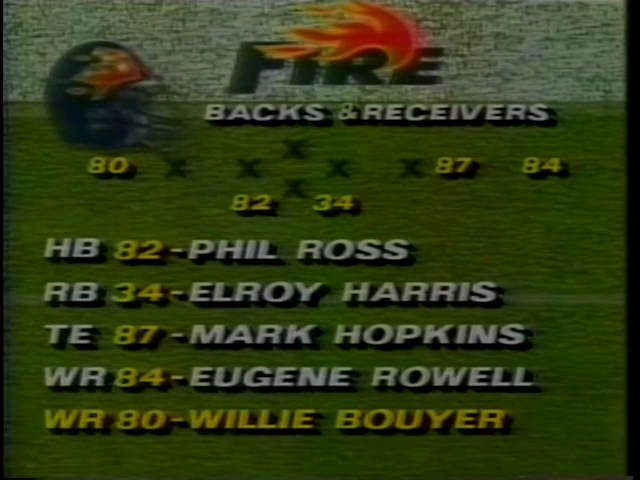 FIRE
BACKS & RECEIVERS
80 87 84
82 34
HB 82-PHIL ROSS
RB 34-ELROY HARRIS
TE 87-MARK HOPKINS
WR 84-EUGENE ROWELL
WR 80-WILLIE BOUYER